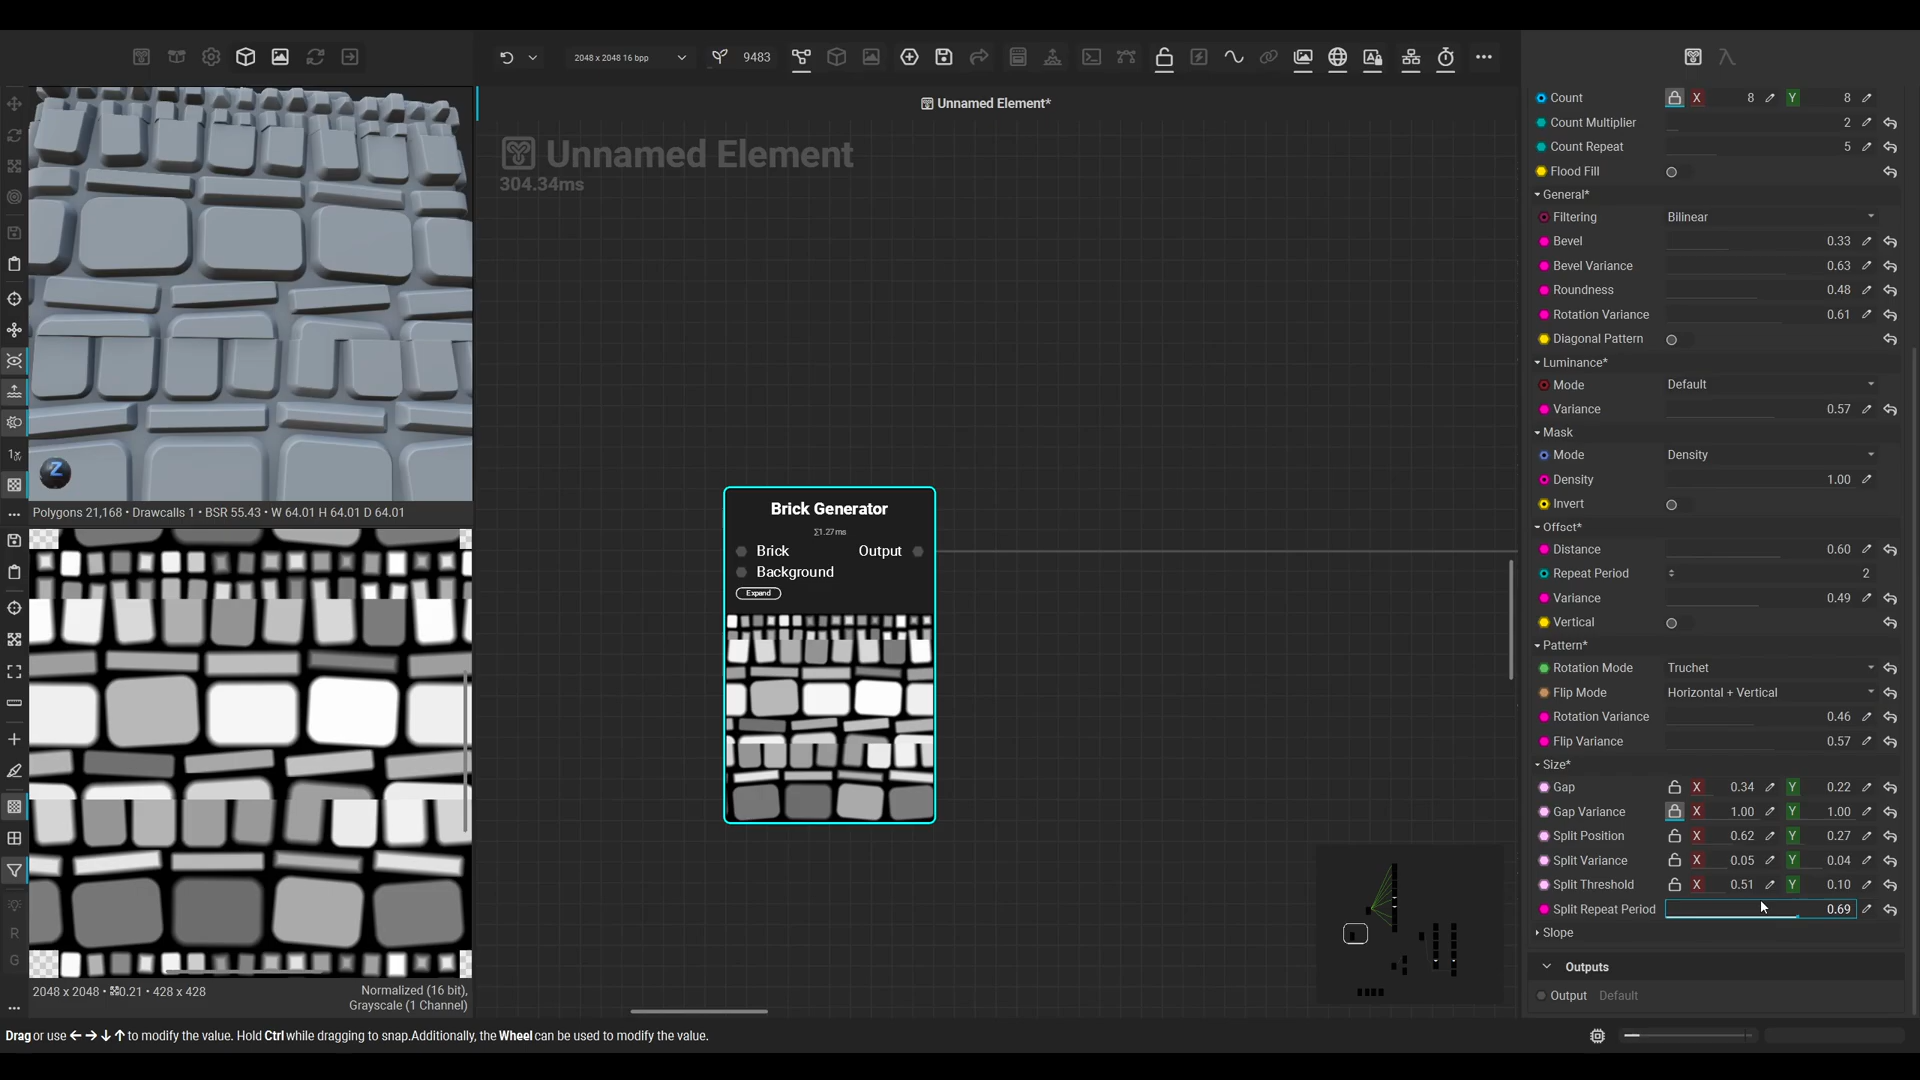 2048 x 2048 16 bpp
9483
Unnamed Element*
Unnamed Element
304.34ms
Z
Polygons 21,168 • Drawcalls 1 • BSR 55.43 • W 64.01 H 64.01 D 64.01
Brick Generator
Σ1.27ms
Brick Output
Background
Expand
R
G
2048 x 2048 • 0.21 • 428 x 428
Normalized (16 bit),
Grayscale (1 Channel)
Drag or use ← → ↓ ↑ to modify the value. Hold Ctrl while dragging to snap.Additionally, the Wheel can be used to modify the value.
Count X 8 Y 8
Count Multiplier 2
Count Repeat 5
Flood Fill
General*
Filtering Bilinear
Bevel 0.33
Bevel Variance 0.63
Roundness 0.48
Rotation Variance 0.61
Diagonal Pattern
Luminance*
Mode Default
Variance 0.57
Mask
Mode Density
Density 1.00
Invert
Offset*
Distance 0.60
Repeat Period 2
Variance 0.49
Vertical
Pattern*
Rotation Mode Truchet
Flip Mode Horizontal + Vertical
Rotation Variance 0.46
Flip Variance 0.57
Size*
Gap X 0.34 Y 0.22
Gap Variance X 1.00 Y 1.00
Split Position X 0.62 Y 0.27
Split Variance X 0.05 Y 0.04
Split Threshold X 0.51 Y 0.10
Split Repeat Period 0.69
Slope
Outputs
Output Default